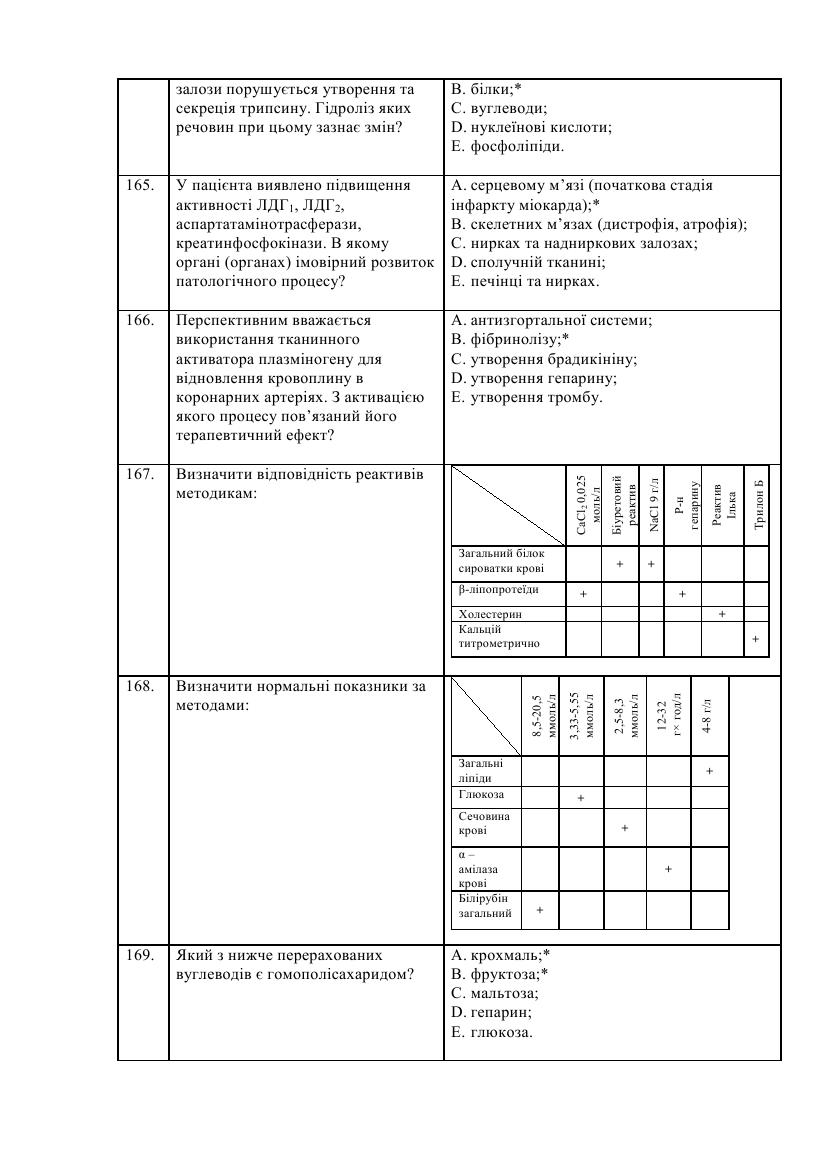 залози порушується утворення та
секреція трипсину. Гідроліз яких
речовин при цьому зазнає змін?
B. білки;*
C. вуглеводи;
D. нуклеїнові кислоти;
E. фосфоліпіди.
165.
У пацієнта виявлено підвищення
активності ЛДГ₁, ЛДГ₂,
аспартатамінотрасферази,
креатинфосфокінази. В якому
органі (органах) імовірний розвиток
патологічного процесу?
A. серцевому м’язі (початкова стадія
інфаркту міокарда);*
B. скелетних м’язах (дистрофія, атрофія);
C. нирках та надниркових залозах;
D. сполучній тканині;
E. печінці та нирках.
166.
Перспективним вважається
використання тканинного
активатора плазміногену для
відновлення кровоплину в
коронарних артеріях. З активацією
якого процесу пов’язаний його
терапевтичний ефект?
A. антизгортальної системи;
B. фібринолізу;*
C. утворення брадикініну;
D. утворення гепарину;
E. утворення тромбу.
167.
Визначити відповідність реактивів
методикам:
CaCl₂ 0,025
моль/л
Біуретовий
реактив
NaCl 9 г/л
Р-н
гепарину
Реактив
Ілька
Трилон Б
Загальний білок
сироватки крові
+ +
β-ліпопротеїди
+ +
Холестерин
+
Кальцій
титрометрично
+
168.
Визначити нормальні показники за
методами:
8,5-20,5
ммоль/л
3,33-5,55
ммоль/л
2,5-8,3
ммоль/л
12-32
г× год/л
4-8 г/л
Загальні
ліпіди
+
Глюкоза
+
Сечовина
крові
+
α –
амілаза
крові
+
Білірубін
загальний
+
169.
Який з нижче перерахованих
вуглеводів є гомополісахаридом?
A. крохмаль;*
B. фруктоза;*
C. мальтоза;
D. гепарин;
E. глюкоза.